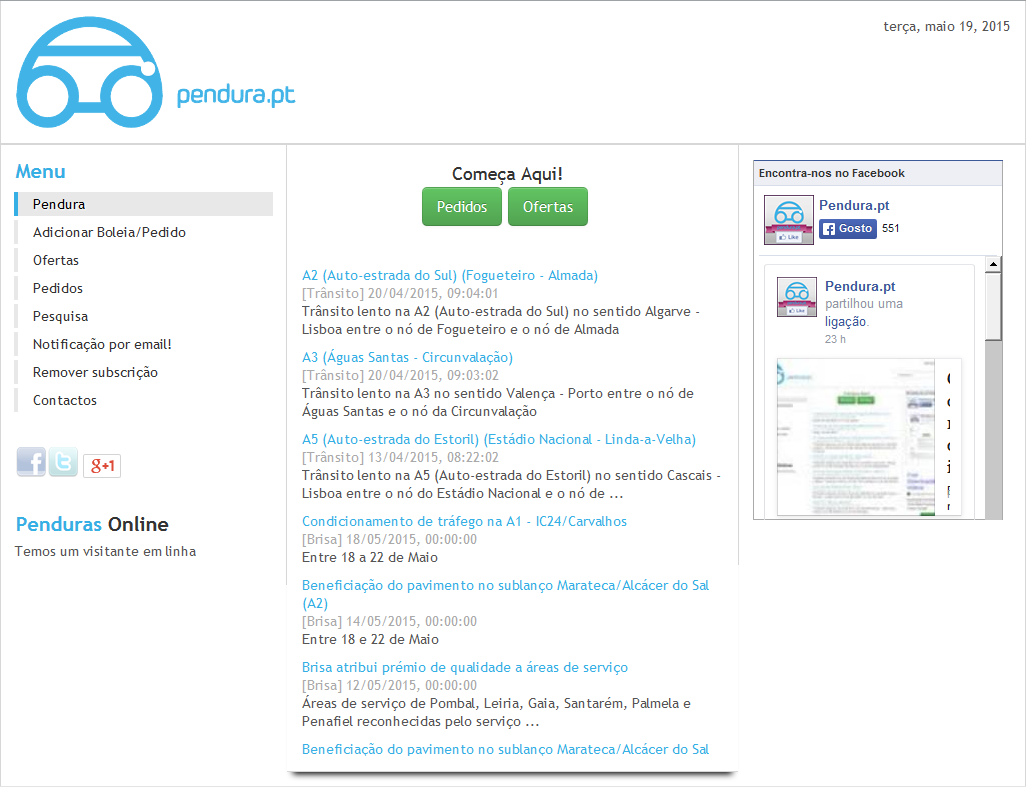 terça, maio 19, 2015
pendura.pt
Menu
Pendura
Adicionar Boleia/Pedido
Ofertas
Pedidos
Pesquisa
Notificação por email!
Remover subscrição
Contactos
g+1
Penduras Online
Temos um visitante em linha
Começa Aqui!
Pedidos Ofertas
A2 (Auto-estrada do Sul) (Fogueteiro - Almada)
[Trânsito] 20/04/2015, 09:04:01
Trânsito lento na A2 (Auto-estrada do Sul) no sentido Algarve -
Lisboa entre o nó de Fogueteiro e o nó de Almada
A3 (Águas Santas - Circunvalação)
[Trânsito] 20/04/2015, 09:03:02
Trânsito lento na A3 no sentido Valença - Porto entre o nó de
Águas Santas e o nó da Circunvalação
A5 (Auto-estrada do Estoril) (Estádio Nacional - Linda-a-Velha)
[Trânsito] 13/04/2015, 08:22:02
Trânsito lento na A5 (Auto-estrada do Estoril) no sentido Cascais -
Lisboa entre o nó do Estádio Nacional e o nó de ...
Condicionamento de tráfego na A1 - IC24/Carvalhos
[Brisa] 18/05/2015, 00:00:00
Entre 18 a 22 de Maio
Beneficiação do pavimento no sublanço Marateca/Alcácer do Sal
(A2)
[Brisa] 14/05/2015, 00:00:00
Entre 18 e 22 de Maio
Brisa atribui prémio de qualidade a áreas de serviço
[Brisa] 12/05/2015, 00:00:00
Áreas de serviço de Pombal, Leiria, Gaia, Santarém, Palmela e
Penafiel reconhecidas pelo serviço ...
Beneficiação do pavimento no sublanço Marateca/Alcácer do Sal
Encontra-nos no Facebook
Pendura.pt
Like
Gosto 551
Pendura.pt
Like
partilhou uma
ligação.
23 h